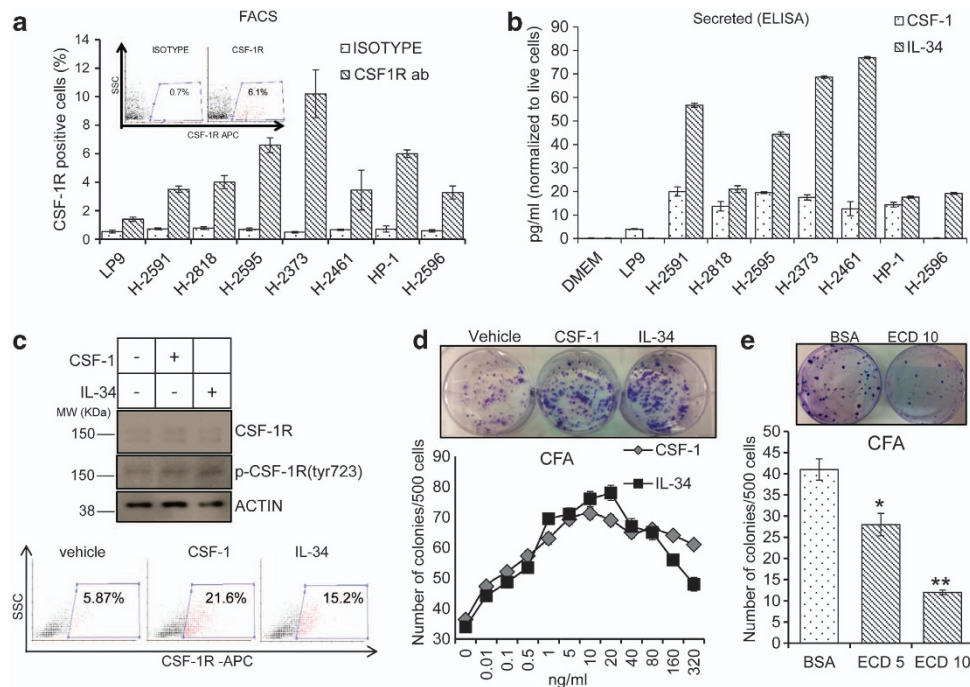 a
FACS
CSF-1R positive cells (%)
14
12
10
8
6
4
2
0
ISOTYPE
CSF1R ab
ISOTYPE
CSF-1R
SSC
0.7%
6.1%
CSF-1R APC
LP9
H-2591
H-2818
H-2595
H-2373
H-2461
HP-1
H-2596
b
Secreted (ELISA)
CSF-1
IL-34
pg/ml (normalized to live cells)
90
80
70
60
50
40
30
20
10
0
DMEM
LP9
H-2591
H-2818
H-2595
H-2373
H-2461
HP-1
H-2596
c
CSF-1 - + -
IL-34 - - +
MW (KDa)
150
CSF-1R
150
p-CSF-1R(tyr723)
38
ACTIN
vehicle
CSF-1
IL-34
SSC
5.87%
21.6%
15.2%
CSF-1R -APC
d
Vehicle
CSF-1
IL-34
CFA
CSF-1
IL-34
Number of colonies/500 cells
90
80
70
60
50
40
30
0
0.01
0.1
0.5
1
5
10
20
40
80
160
320
ng/ml
e
BSA
ECD 10
CFA
Number of colonies/500 cells
50
45
40
35
30
25
20
15
10
5
0
*
**
BSA
ECD 5
ECD 10